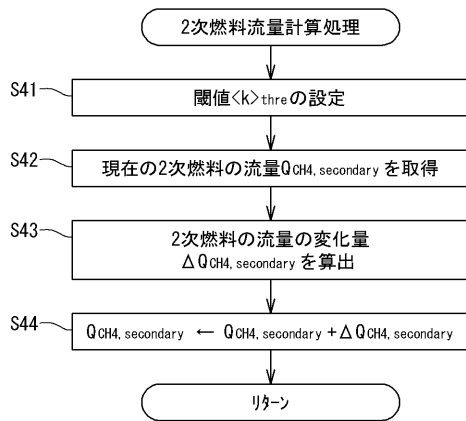 2次燃料流量計算処理
S41
閾値<k>threの設定
S42
現在の2次燃料の流量QCH4, secondaryを取得
S43
2次燃料の流量の変化量
ΔQCH4, secondaryを算出
S44
QCH4, secondary ← QCH4, secondary+ΔQCH4, secondary
リターン